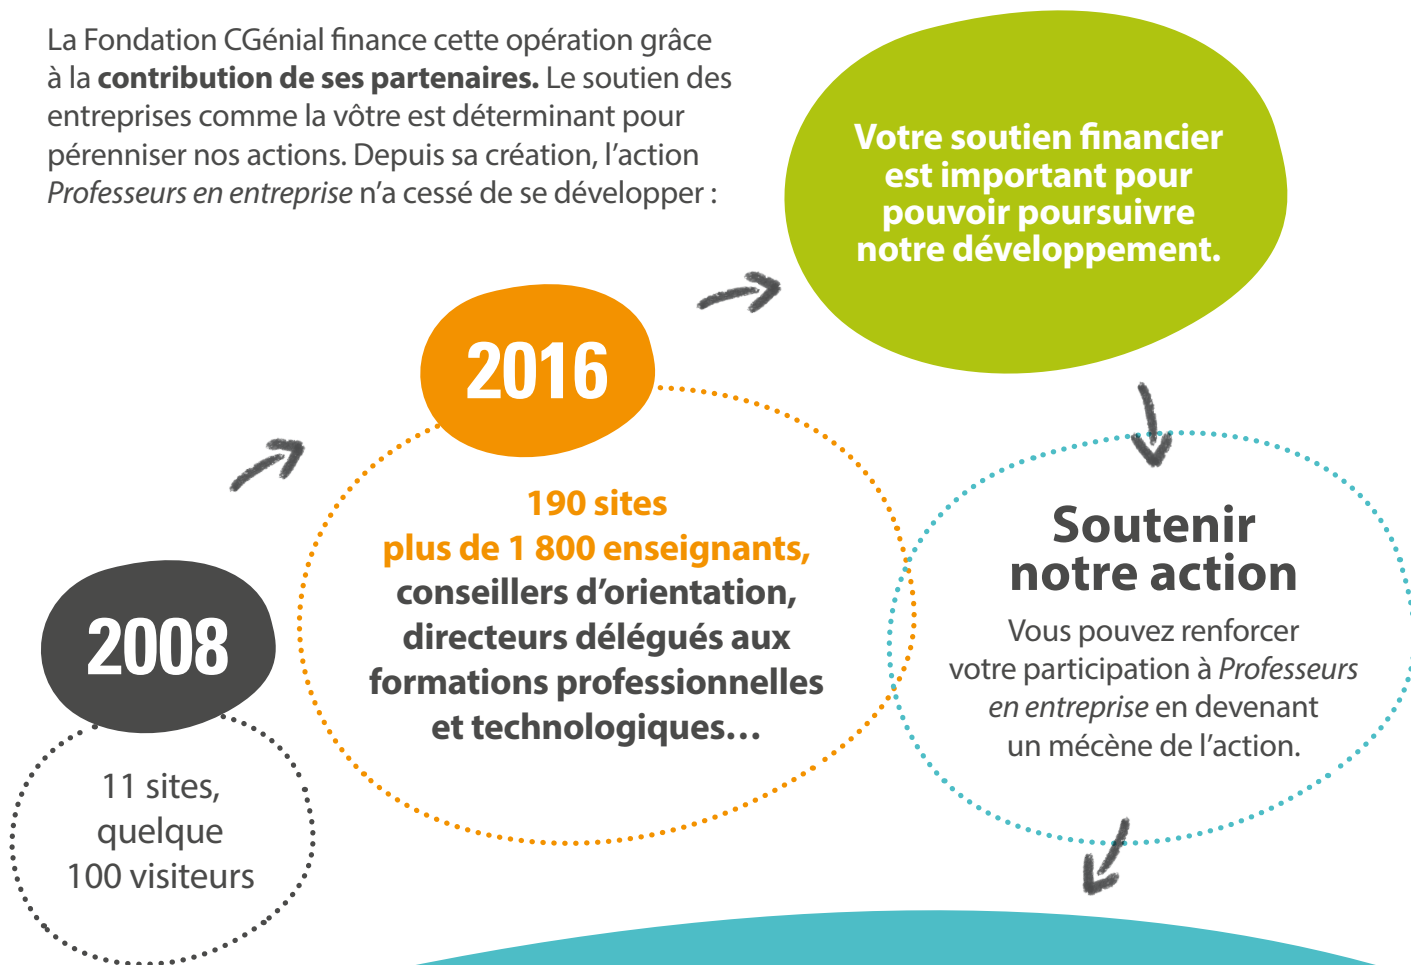 La Fondation CGénial finance cette opération grâce
à la contribution de ses partenaires. Le soutien des
entreprises comme la vôtre est déterminant pour
pérenniser nos actions. Depuis sa création, l’action
Professeurs en entreprise n’a cessé de se développer :
Votre soutien financier
est important pour
pouvoir poursuivre
notre développement.
2016
190 sites
plus de 1 800 enseignants,
conseillers d’orientation,
directeurs délégués aux
formations professionnelles
et technologiques…
2008
11 sites,
quelque
100 visiteurs
Soutenir
notre action
Vous pouvez renforcer
votre participation à Professeurs
en entreprise en devenant
un mécène de l’action.